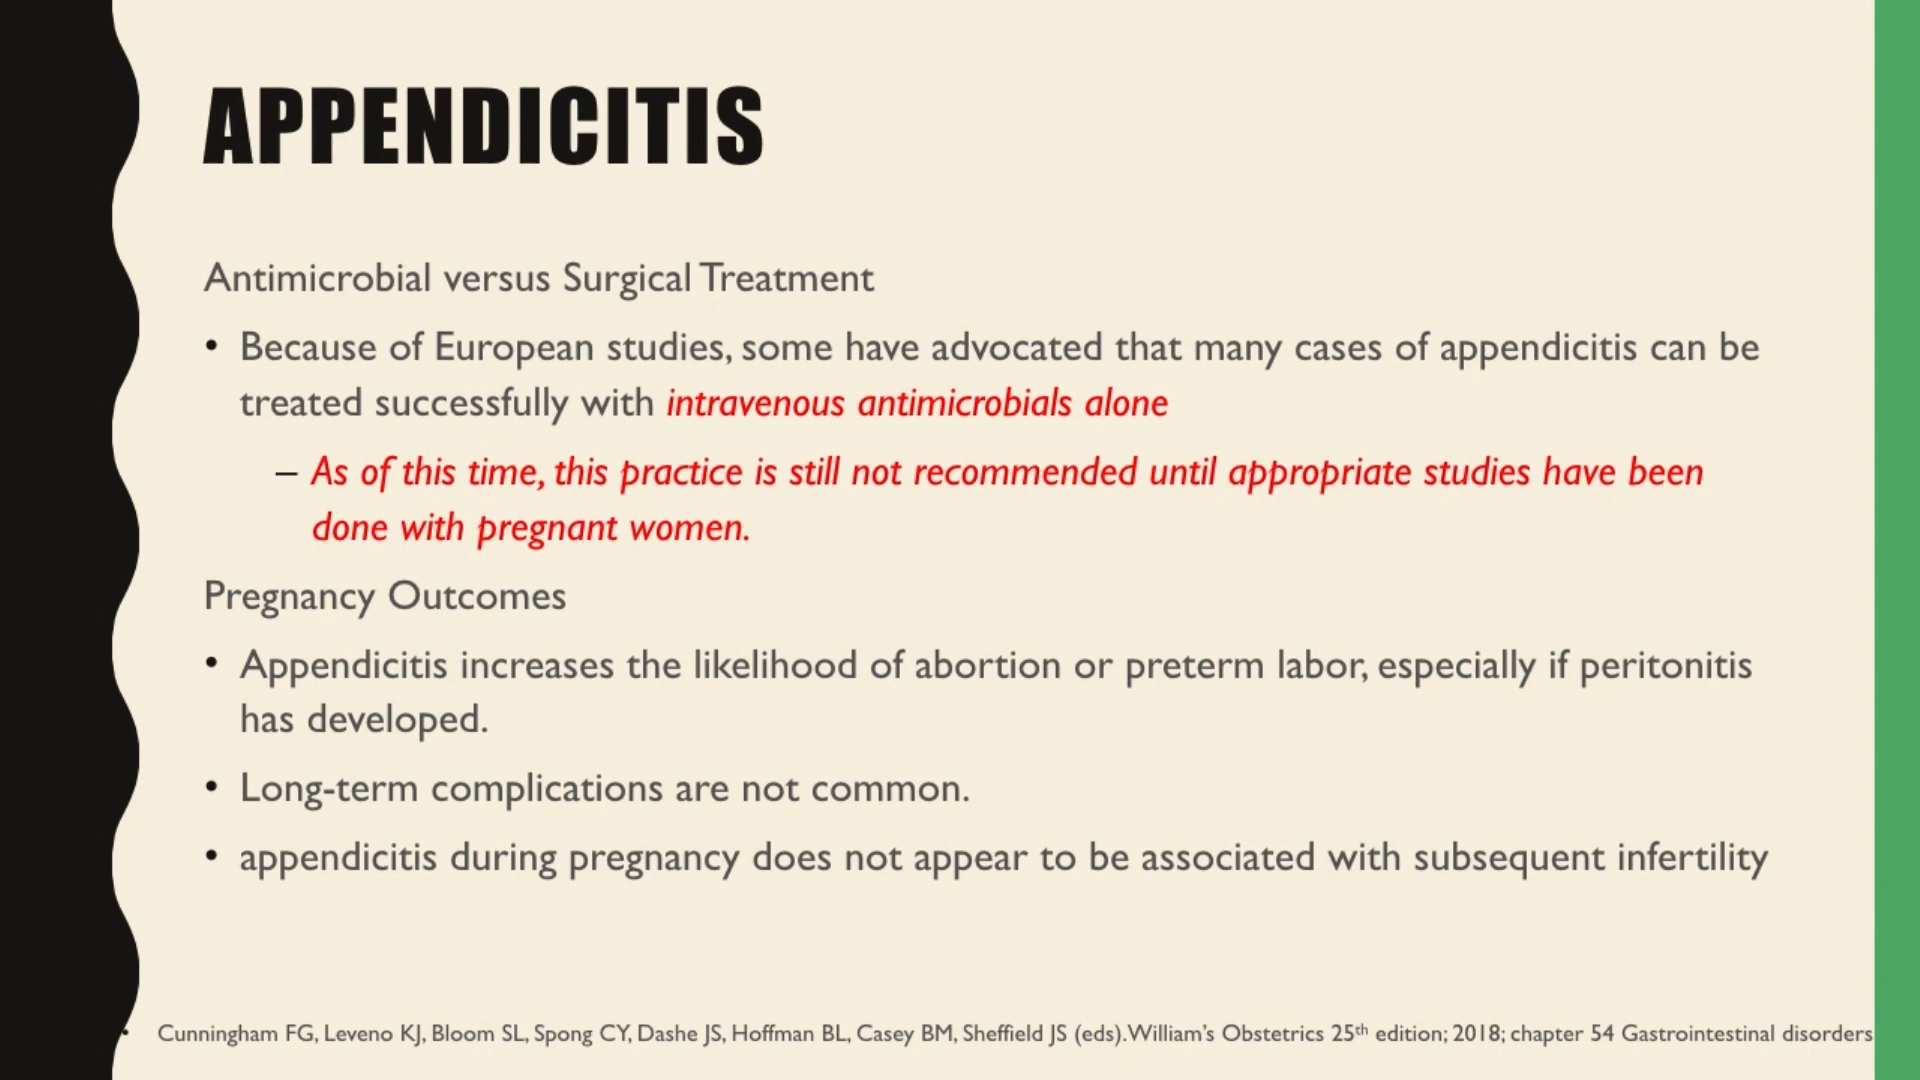 APPENDICITIS
Antimicrobial versus Surgical Treatment
• Because of European studies, some have advocated that many cases of appendicitis can be
treated successfully with intravenous antimicrobials alone
– As of this time, this practice is still not recommended until appropriate studies have been
done with pregnant women.
Pregnancy Outcomes
• Appendicitis increases the likelihood of abortion or preterm labor, especially if peritonitis
has developed.
• Long-term complications are not common.
• appendicitis during pregnancy does not appear to be associated with subsequent infertility
• Cunningham FG, Leveno KJ, Bloom SL, Spong CY, Dashe JS, Hoffman BL, Casey BM, Sheffield JS (eds).William’s Obstetrics 25th edition; 2018; chapter 54 Gastrointestinal disorders